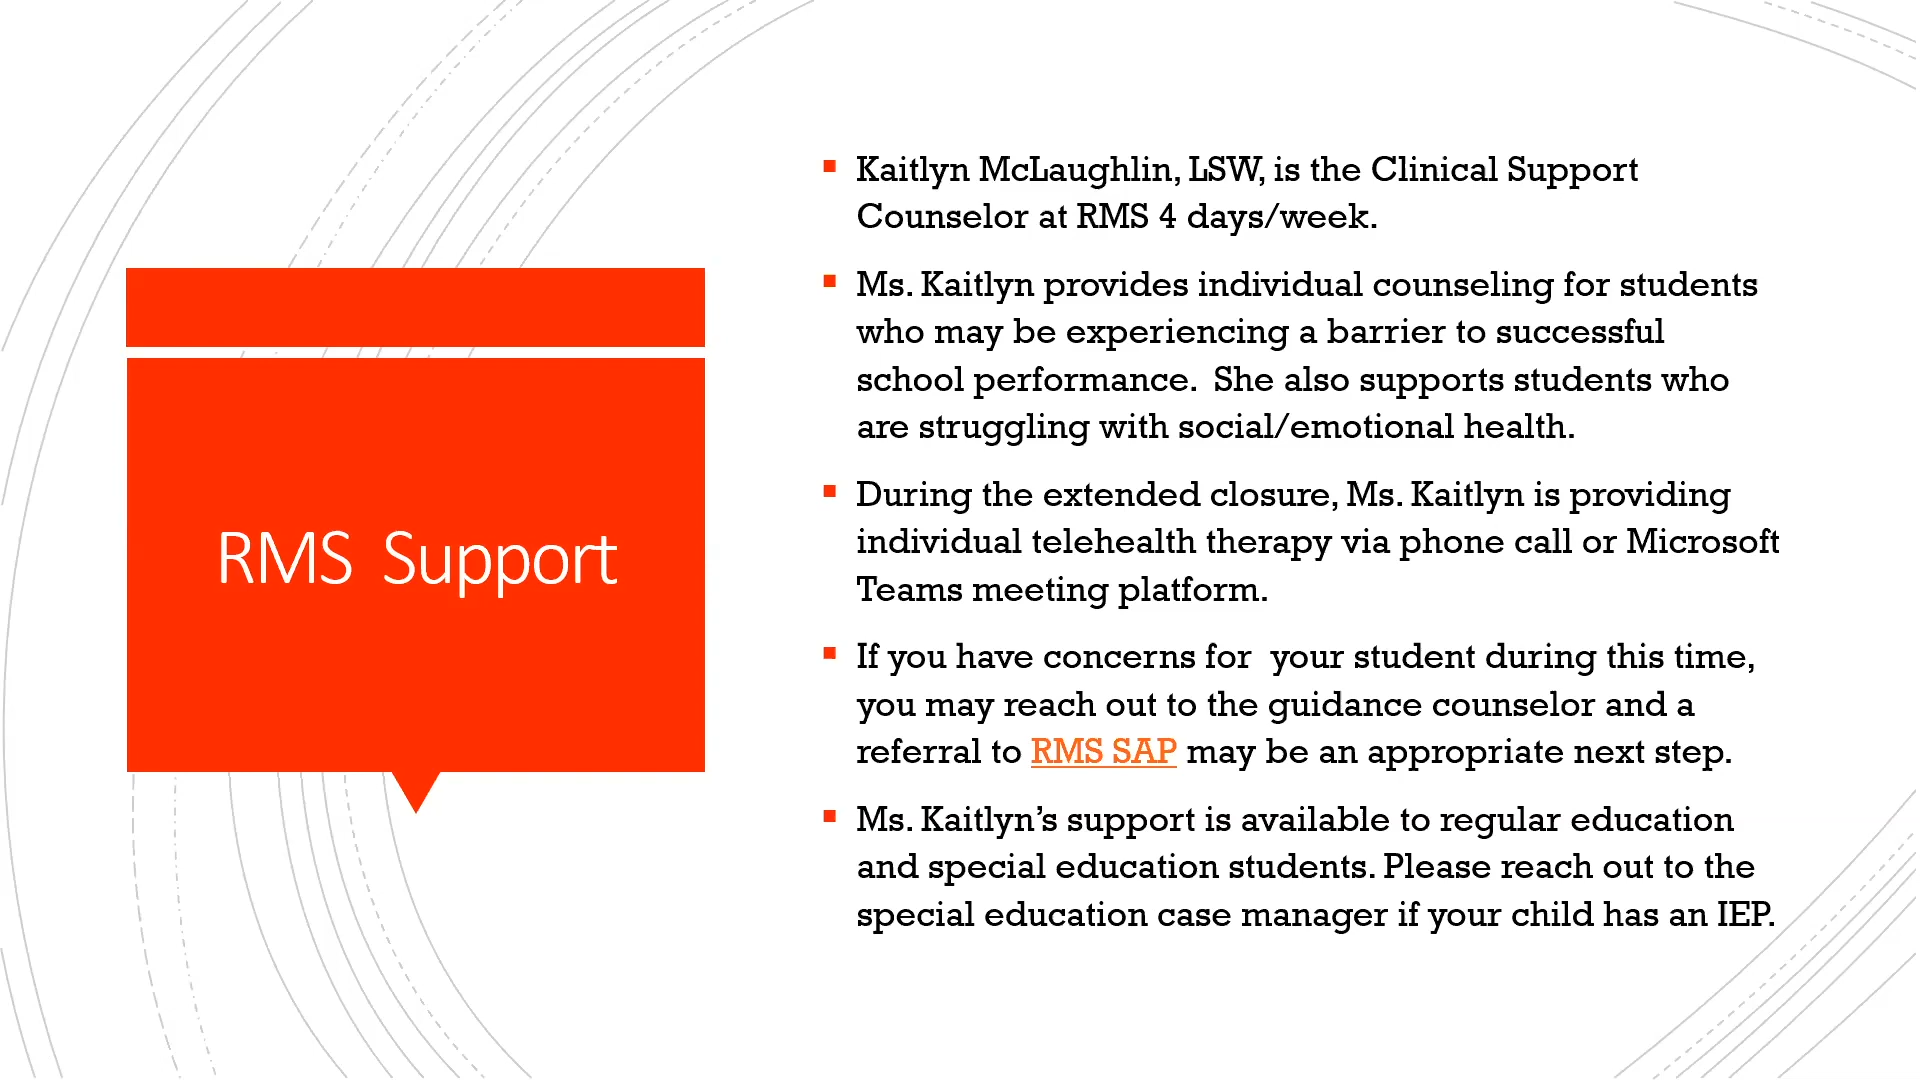 RMS Support
Kaitlyn McLaughlin, LSW, is the Clinical Support
Counselor at RMS 4 days/week.
Ms. Kaitlyn provides individual counseling for students
who may be experiencing a barrier to successful
school performance.  She also supports students who
are struggling with social/emotional health.
During the extended closure, Ms. Kaitlyn is providing
individual telehealth therapy via phone call or Microsoft
Teams meeting platform.
If you have concerns for  your student during this time,
you may reach out to the guidance counselor and a
referral to RMS SAP may be an appropriate next step.
Ms. Kaitlyn’s support is available to regular education
and special education students. Please reach out to the
special education case manager if your child has an IEP.